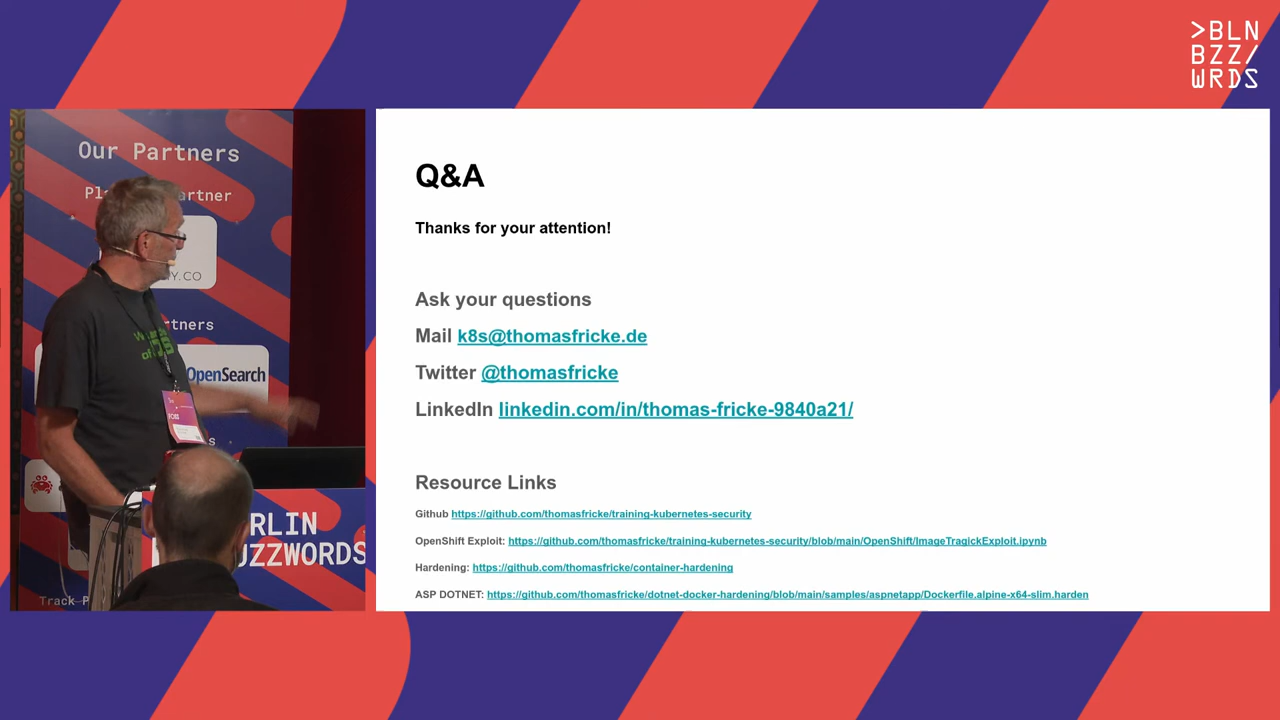 >BLN
BZZ/
WRDS
Our Partners
artner
Y.CO
tners
OpenSearch
RLIN
UZZWORDS
Track P
Q&A
Thanks for your attention!
Ask your questions
Mail k8s@thomasfricke.de
Twitter @thomasfricke
LinkedIn linkedin.com/in/thomas-fricke-9840a21/
Resource Links
Github https://github.com/thomasfricke/training-kubernetes-security
OpenShift Exploit: https://github.com/thomasfricke/training-kubernetes-security/blob/main/OpenShift/ImageTragickExploit.ipynb
Hardening: https://github.com/thomasfricke/container-hardening
ASP DOTNET: https://github.com/thomasfricke/dotnet-docker-hardening/blob/main/samples/aspnetapp/Dockerfile.alpine-x64-slim.harden